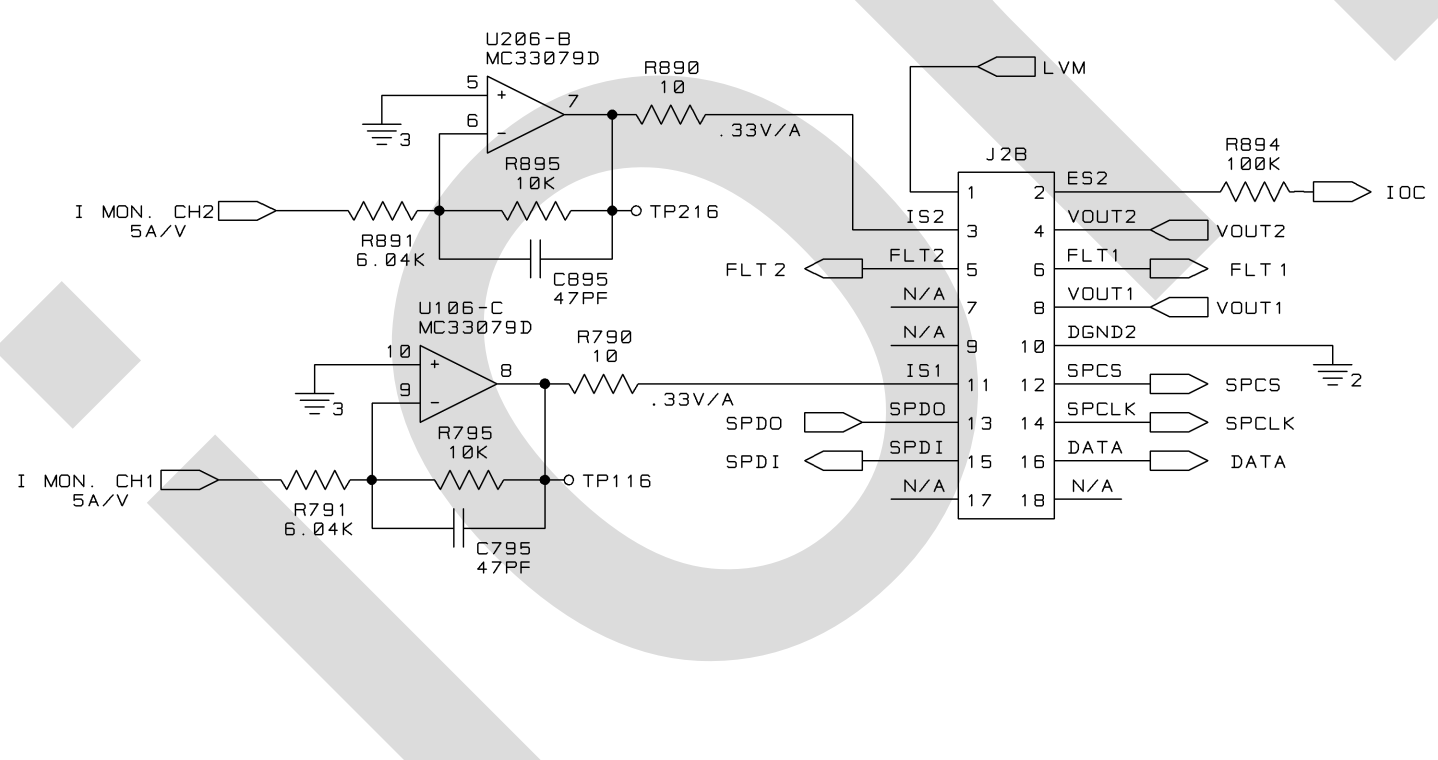 U206-B
MC33079D
5
+
7
6
-
3
R890
10
.33V/A
R895
10K
I MON. CH2
5A/V
R891
6.04K
TP216
C895
47PF
U106-C
MC33079D
10
+
8
9
-
3
R790
10
.33V/A
R795
10K
I MON. CH1
5A/V
R791
6.04K
TP116
C795
47PF
LVM
J2B
R894
100K
1 2 ES2 IOC
IS2 3 4 VOUT2 VOUT2
FLT2 FLT2 5 6 FLT1 FLT1
N/A 7 8 VOUT1 VOUT1
N/A 9 10 DGND2
2
IS1 11 12 SPCS SPCS
SPDO SPDO 13 14 SPCLK SPCLK
SPDI SPDI 15 16 DATA DATA
N/A 17 18 N/A